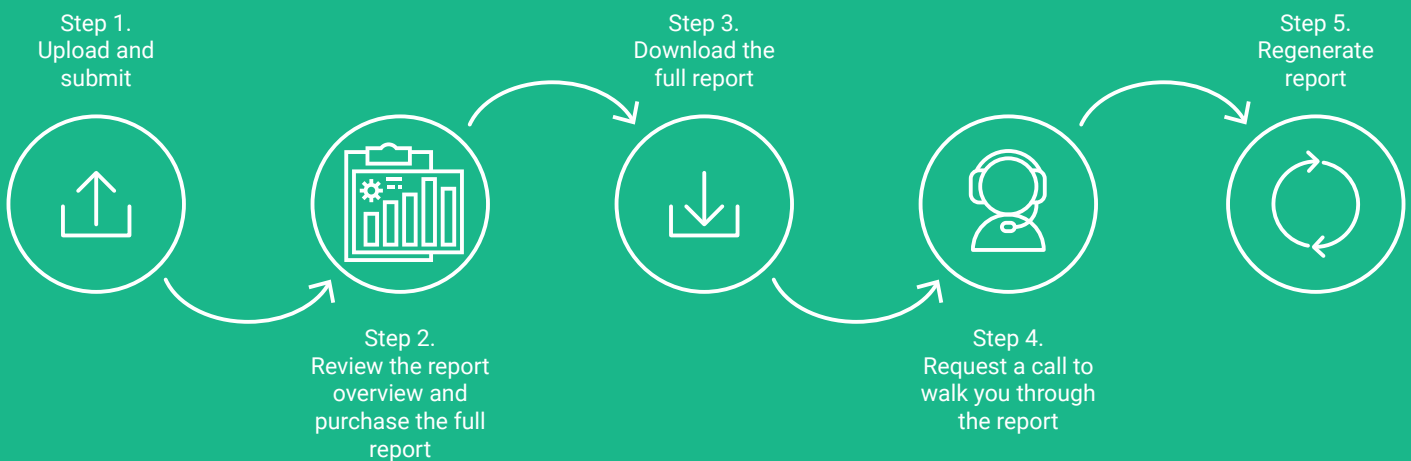 Step 1.
Upload and
submit
Step 2.
Review the report
overview and
purchase the full
report
Step 3.
Download the
full report
Step 4.
Request a call to
walk you through
the report
Step 5.
Regenerate
report